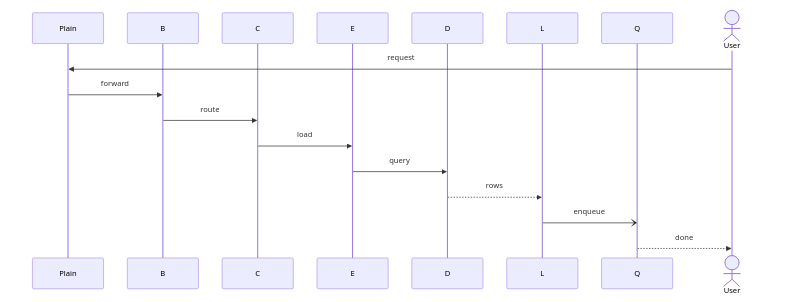 Plain B C E D L Q
User
request
forward
route
load
query
rows
enqueue
done
Plain B C E D L Q
User